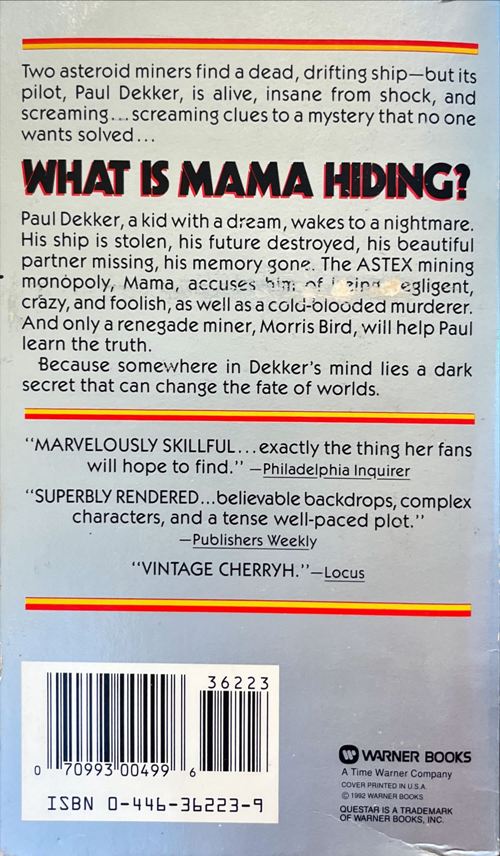 Two asteroid miners find a dead, drifting ship—but its
pilot, Paul Dekker, is alive, insane from shock, and
screaming...screaming clues to a mystery that no one
wants solved...
WHAT IS MAMA HIDING?
Paul Dekker, a kid with a dream, wakes to a nightmare.
His ship is stolen, his future destroyed, his beautiful
partner missing, his memory gone. The ASTEX mining
monopoly, Mama, accuses him of being egligent,
crazy, and foolish, as well as a cold-blooded murderer.
And only a renegade miner, Morris Bird, will help Paul
learn the truth.
Because somewhere in Dekker's mind lies a dark
secret that can change the fate of worlds.
"MARVELOUSLY SKILLFUL...exactly the thing her fans
will hope to find." —Philadelphia Inquirer
"SUPERBLY RENDERED...believable backdrops, complex
characters, and a tense well-paced plot."
—Publishers Weekly
"VINTAGE CHERRYH."—Locus
36223
0 70993 00499 6
ISBN 0-446-36223-9
W WARNER BOOKS
A Time Warner Company
COVER PRINTED IN U.S.A.
© 1992 WARNER BOOKS
QUESTAR IS A TRADEMARK
OF WARNER BOOKS, INC.